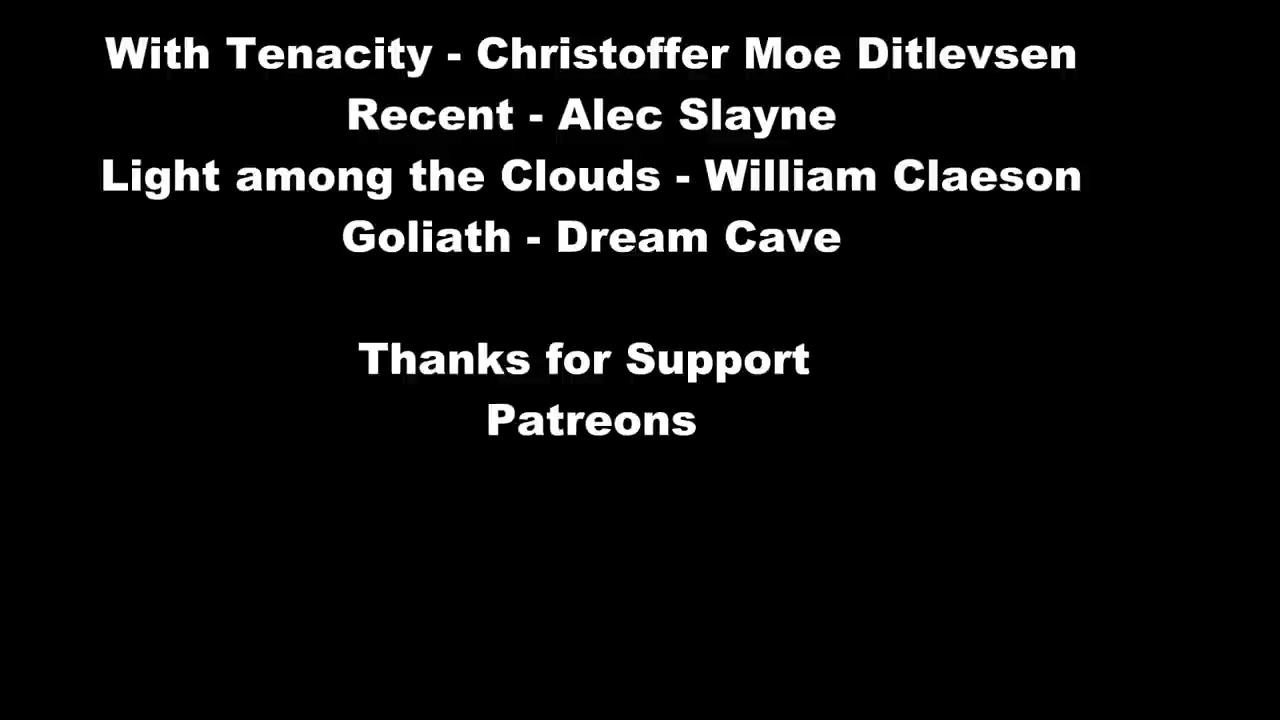 With Tenacity - Christoffer Moe Ditlevsen
Recent - Alec Slayne
Light among the Clouds - William Claeson
Goliath - Dream Cave
Thanks for Support
Patreons